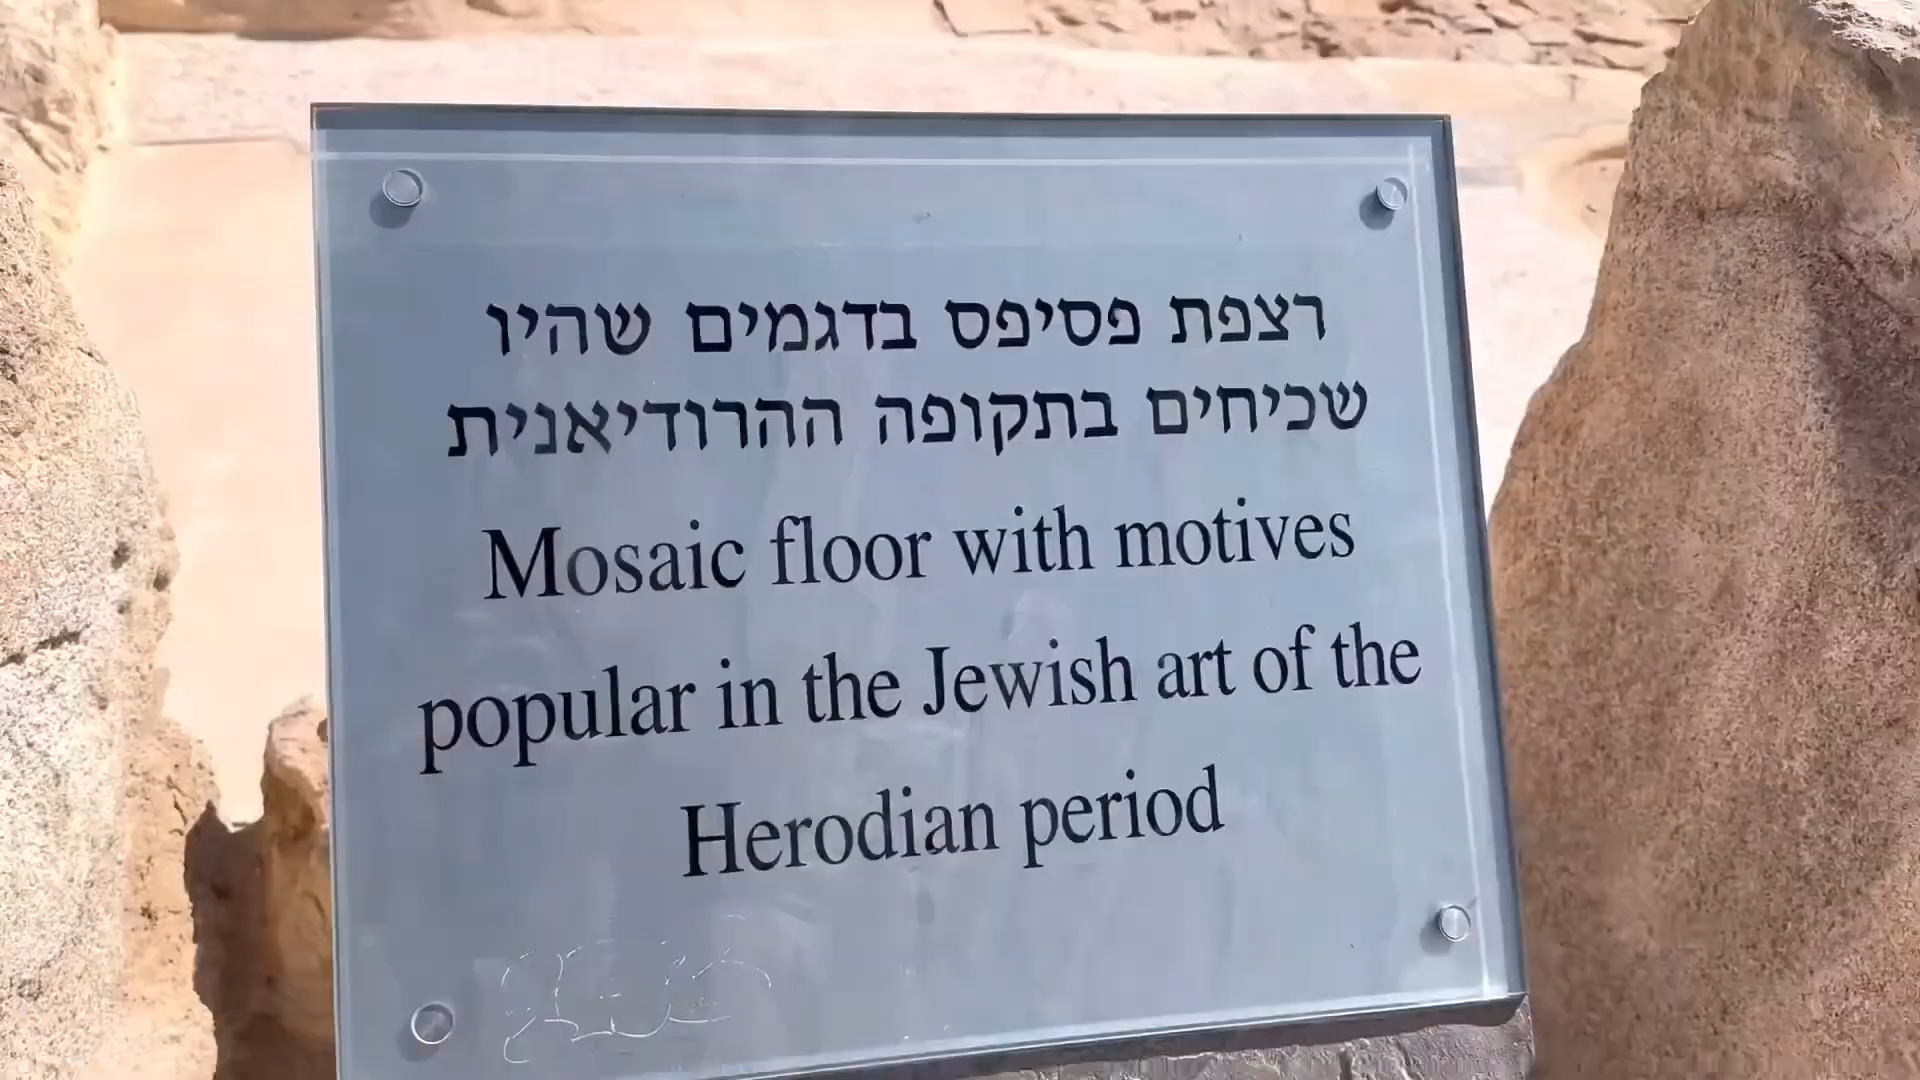 רצפת פסיפס בדגמים שהיו
שכיחים בתקופה ההרודיאנית
Mosaic floor with motives
popular in the Jewish art of the
Herodian period